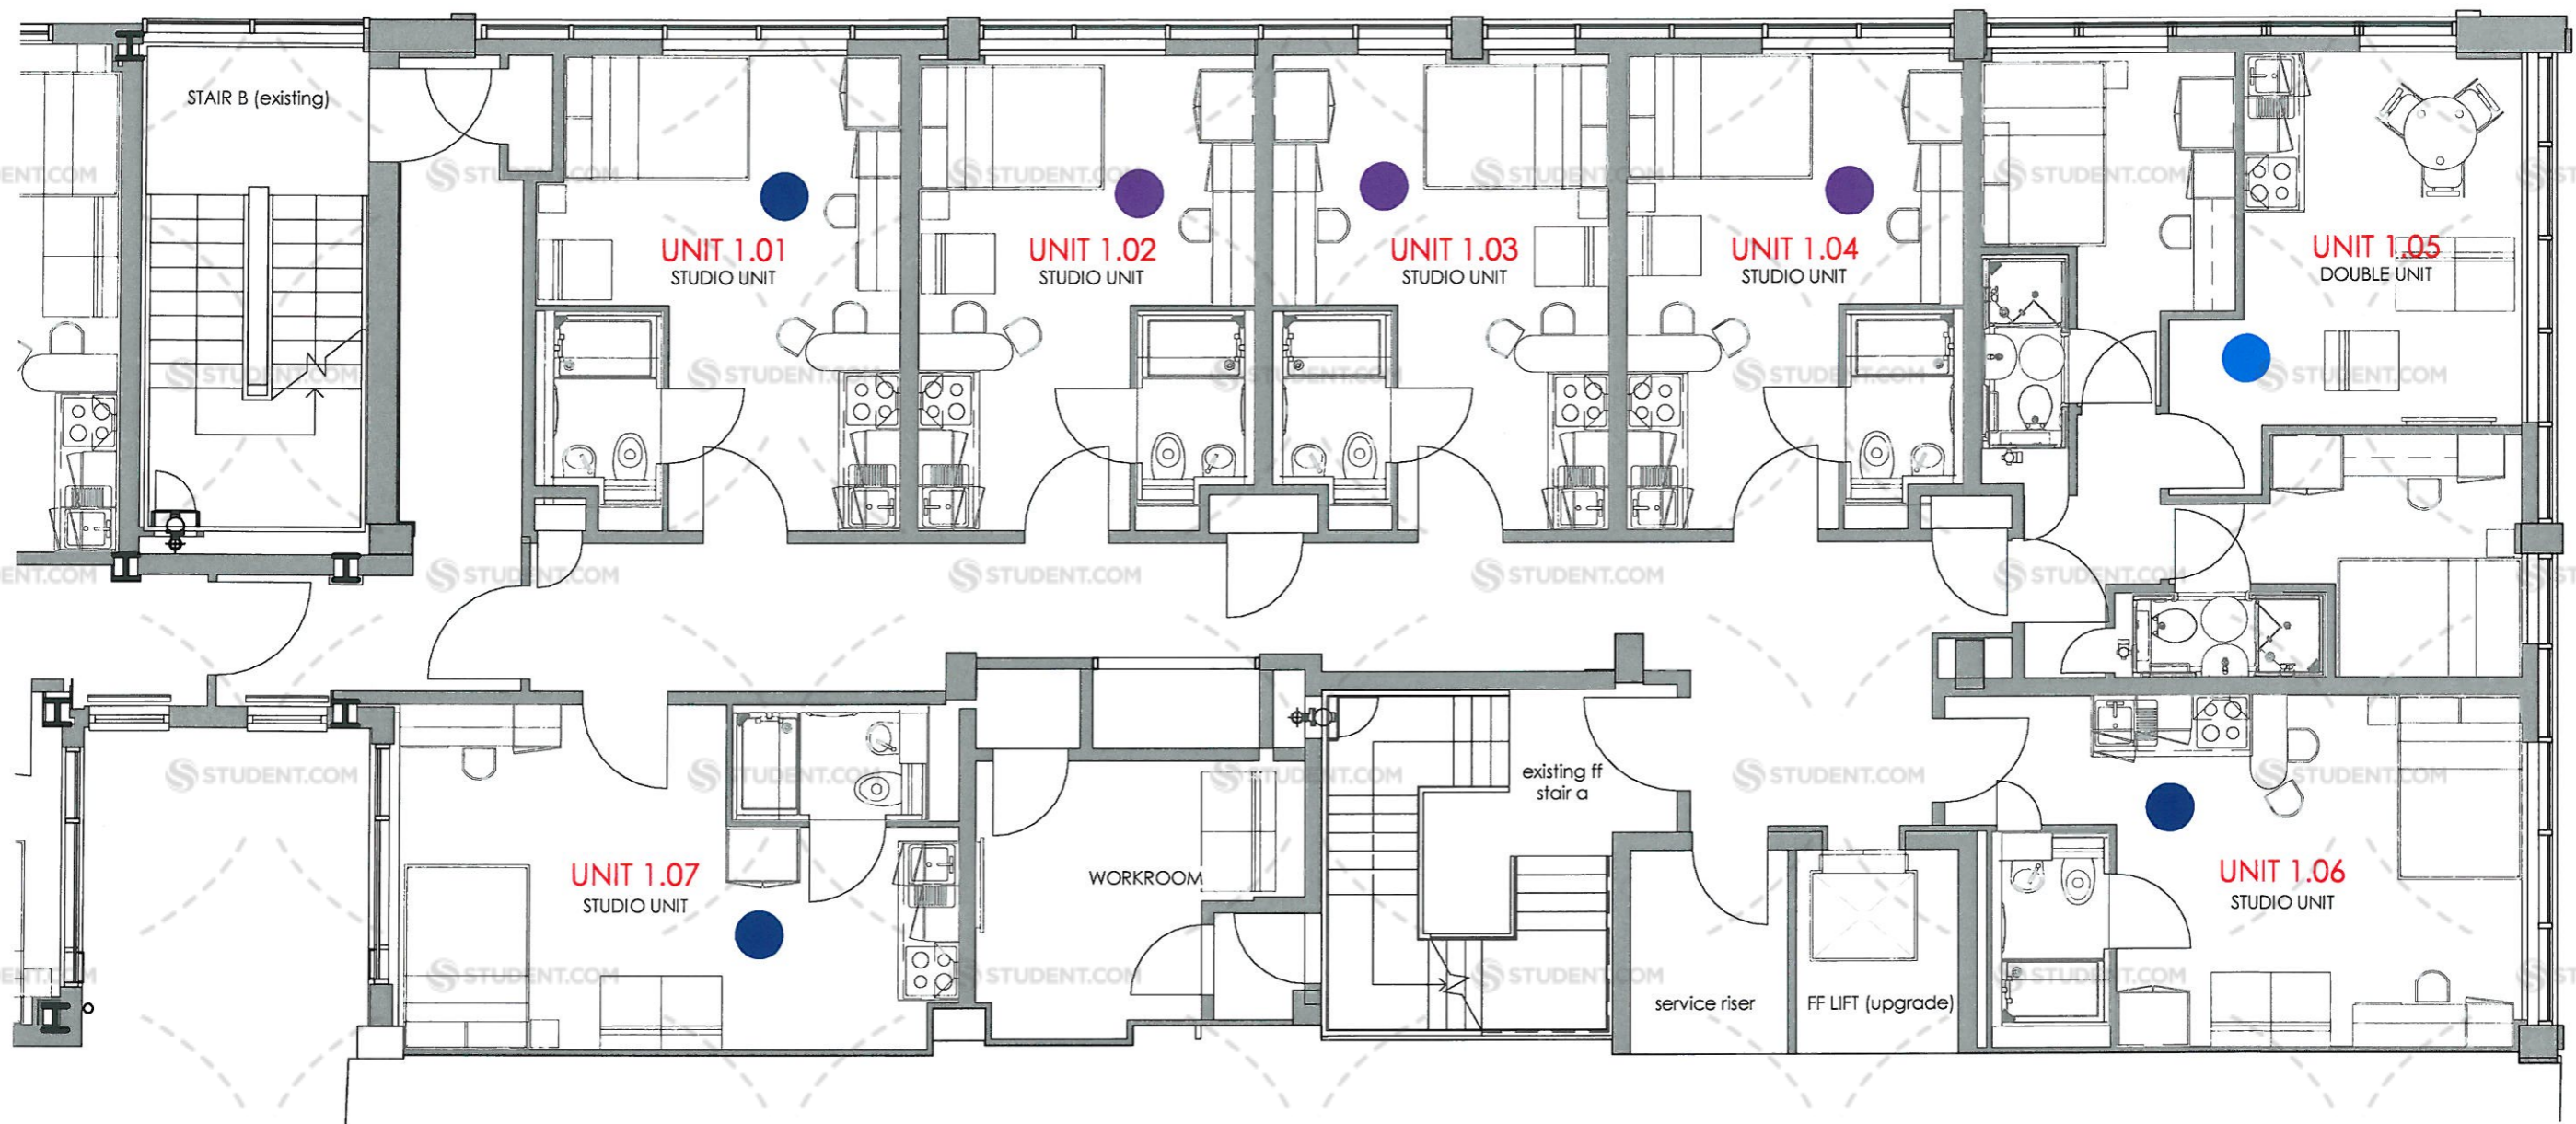 STAIR B (existing)
UNIT 1.01
STUDIO UNIT
UNIT 1.02
STUDIO UNIT
UNIT 1.03
STUDIO UNIT
UNIT 1.04
STUDIO UNIT
UNIT 1.05
DOUBLE UNIT
UNIT 1.07
STUDIO UNIT
WORKROOM
existing ff
stair a
service riser
FF LIFT (upgrade)
UNIT 1.06
STUDIO UNIT
STUDENT.COM